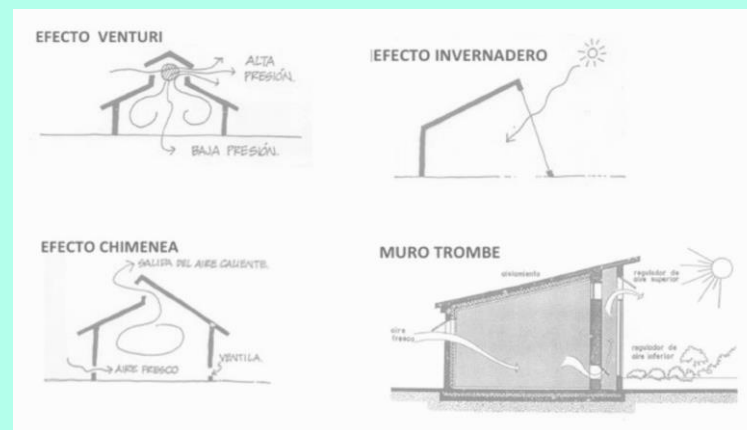 EFECTO VENTURI
ALTA
PRESIÓN.
BAJA PRESIÓN.
EFECTO INVERNADERO
EFECTO CHIMENEA
SALIDA DEL AIRE CALIENTE.
AIRE FRESCO
VENTILA.
MURO TROMBE
aislamiento
regulador de
aire superior
aire
fresco
regulador de
aire inferior